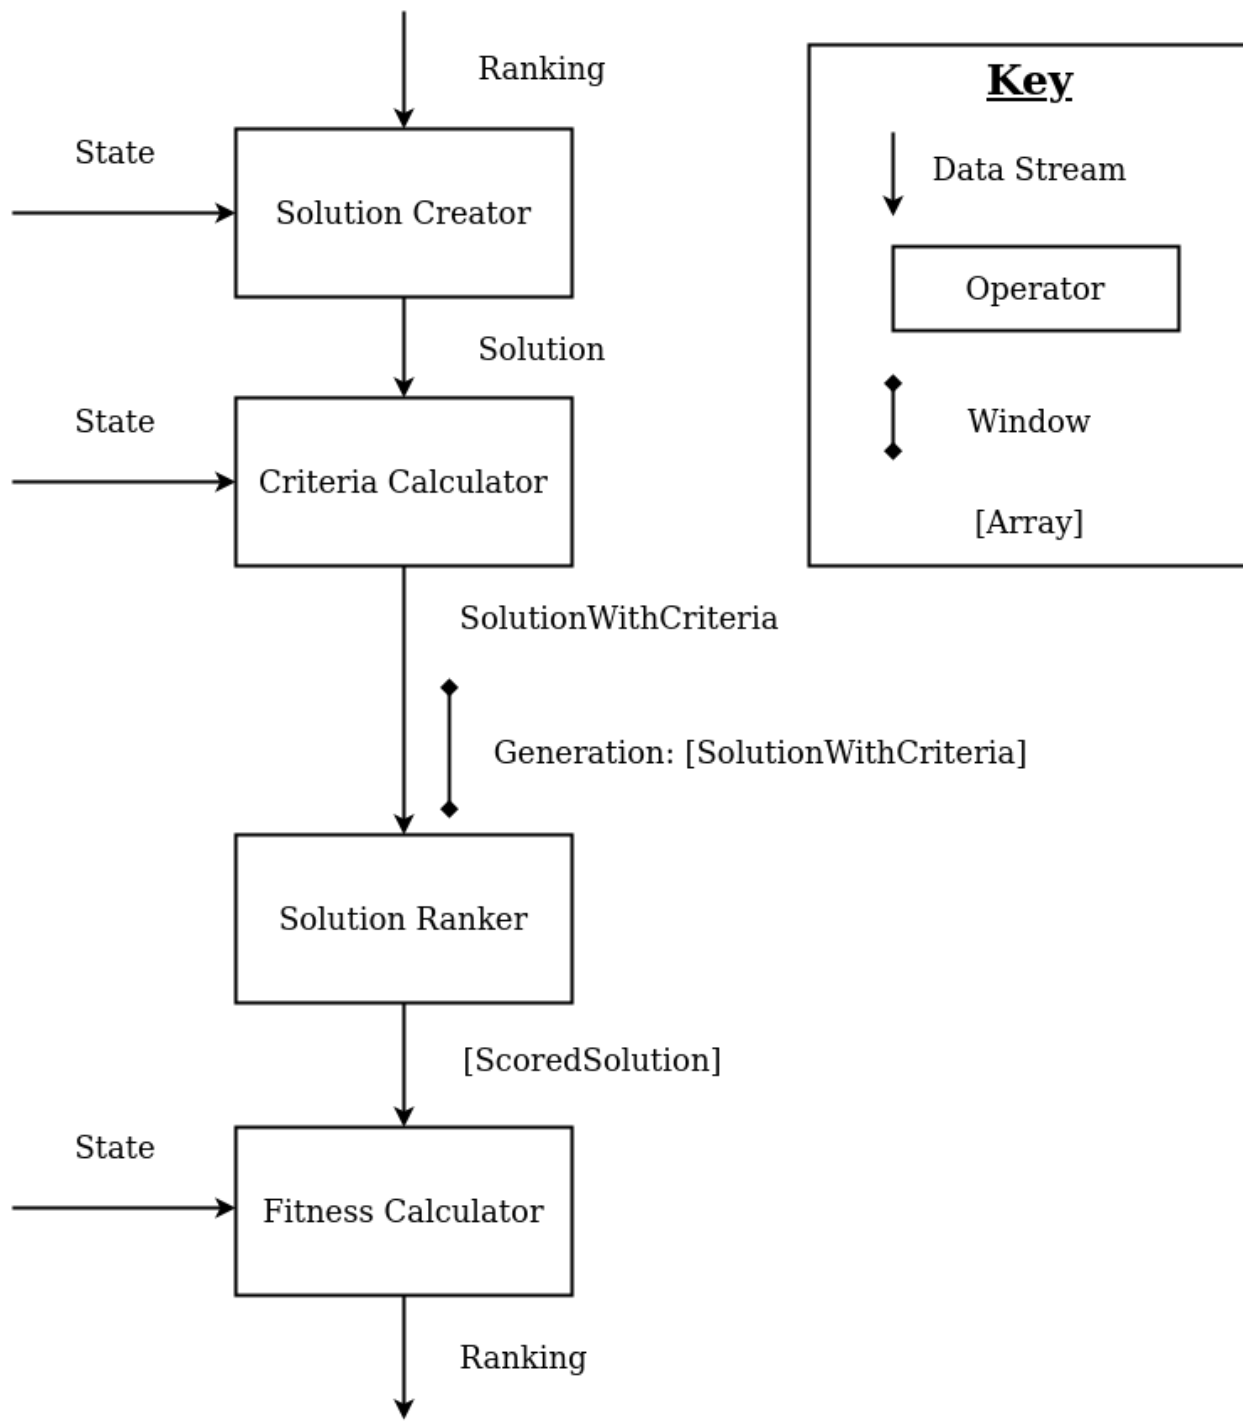 Ranking
State
Solution Creator
Solution
State
Criteria Calculator
SolutionWithCriteria
Generation: [SolutionWithCriteria]
Solution Ranker
[ScoredSolution]
State
Fitness Calculator
Ranking
Key
Data Stream
Operator
Window
[Array]